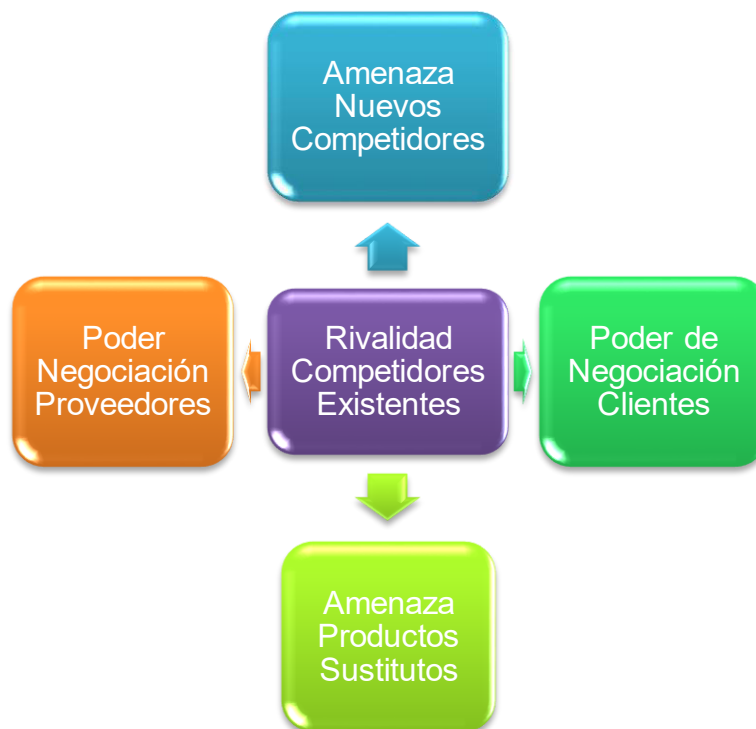 Amenaza
Nuevos
Competidores
Poder
Negociación
Proveedores
Rivalidad
Competidores
Existentes
Poder de
Negociación
Clientes
Amenaza
Productos
Sustitutos